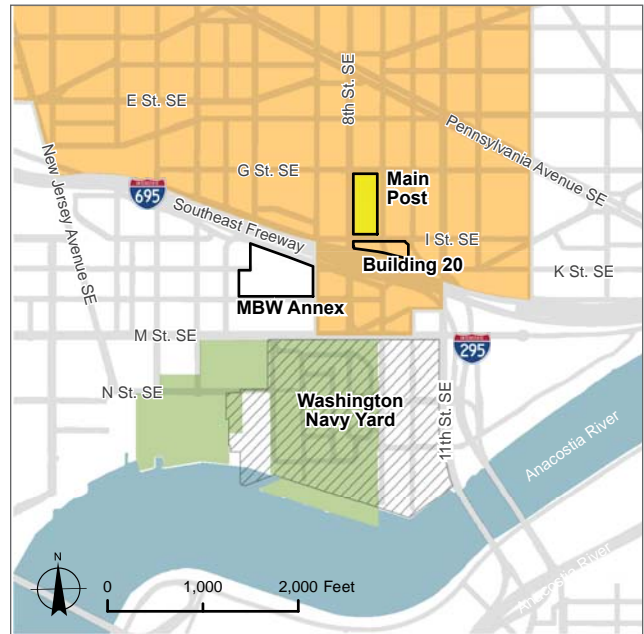 8th St. SE
E St. SE
Pennsylvania Avenue SE
G St. SE
Main
Post
New Jersey Avenue SE
INTERSTATE
695
Southeast Freeway
I St. SE
Building 20
K St. SE
MBW Annex
M St. SE
INTERSTATE
295
N St. SE
Washington
Navy Yard
11th St. SE
Anacostia River
Anacostia River
N
0 1,000 2,000 Feet